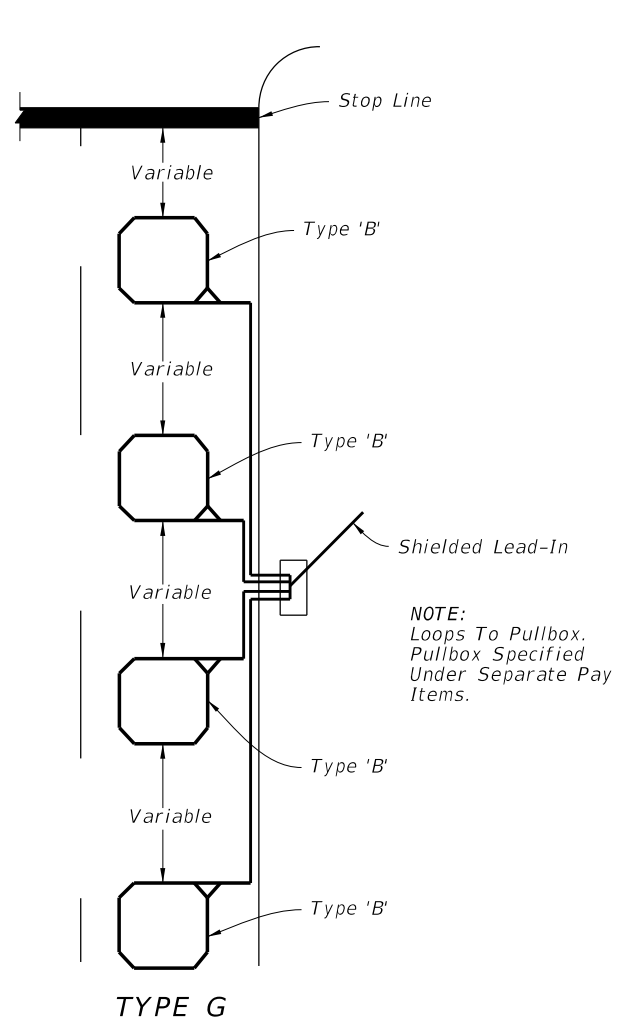 Stop Line
Variable
Type 'B'
Variable
Type 'B'
Shielded Lead-In
Variable
NOTE:
Loops To Pullbox.
Pullbox Specified
Under Separate Pay
Items.
Type 'B'
Variable
Type 'B'
TYPE G